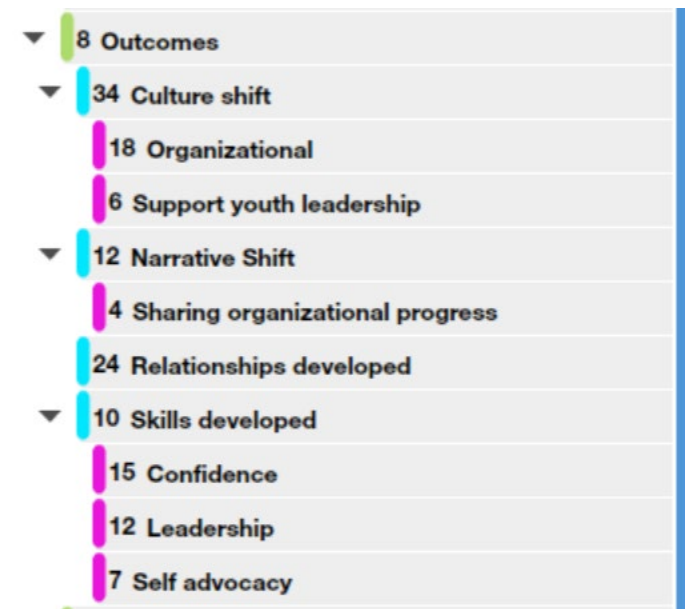 8 Outcomes
34 Culture shift
18 Organizational
6 Support youth leadership
12 Narrative Shift
4 Sharing organizational progress
24 Relationships developed
10 Skills developed
15 Confidence
12 Leadership
7 Self advocacy